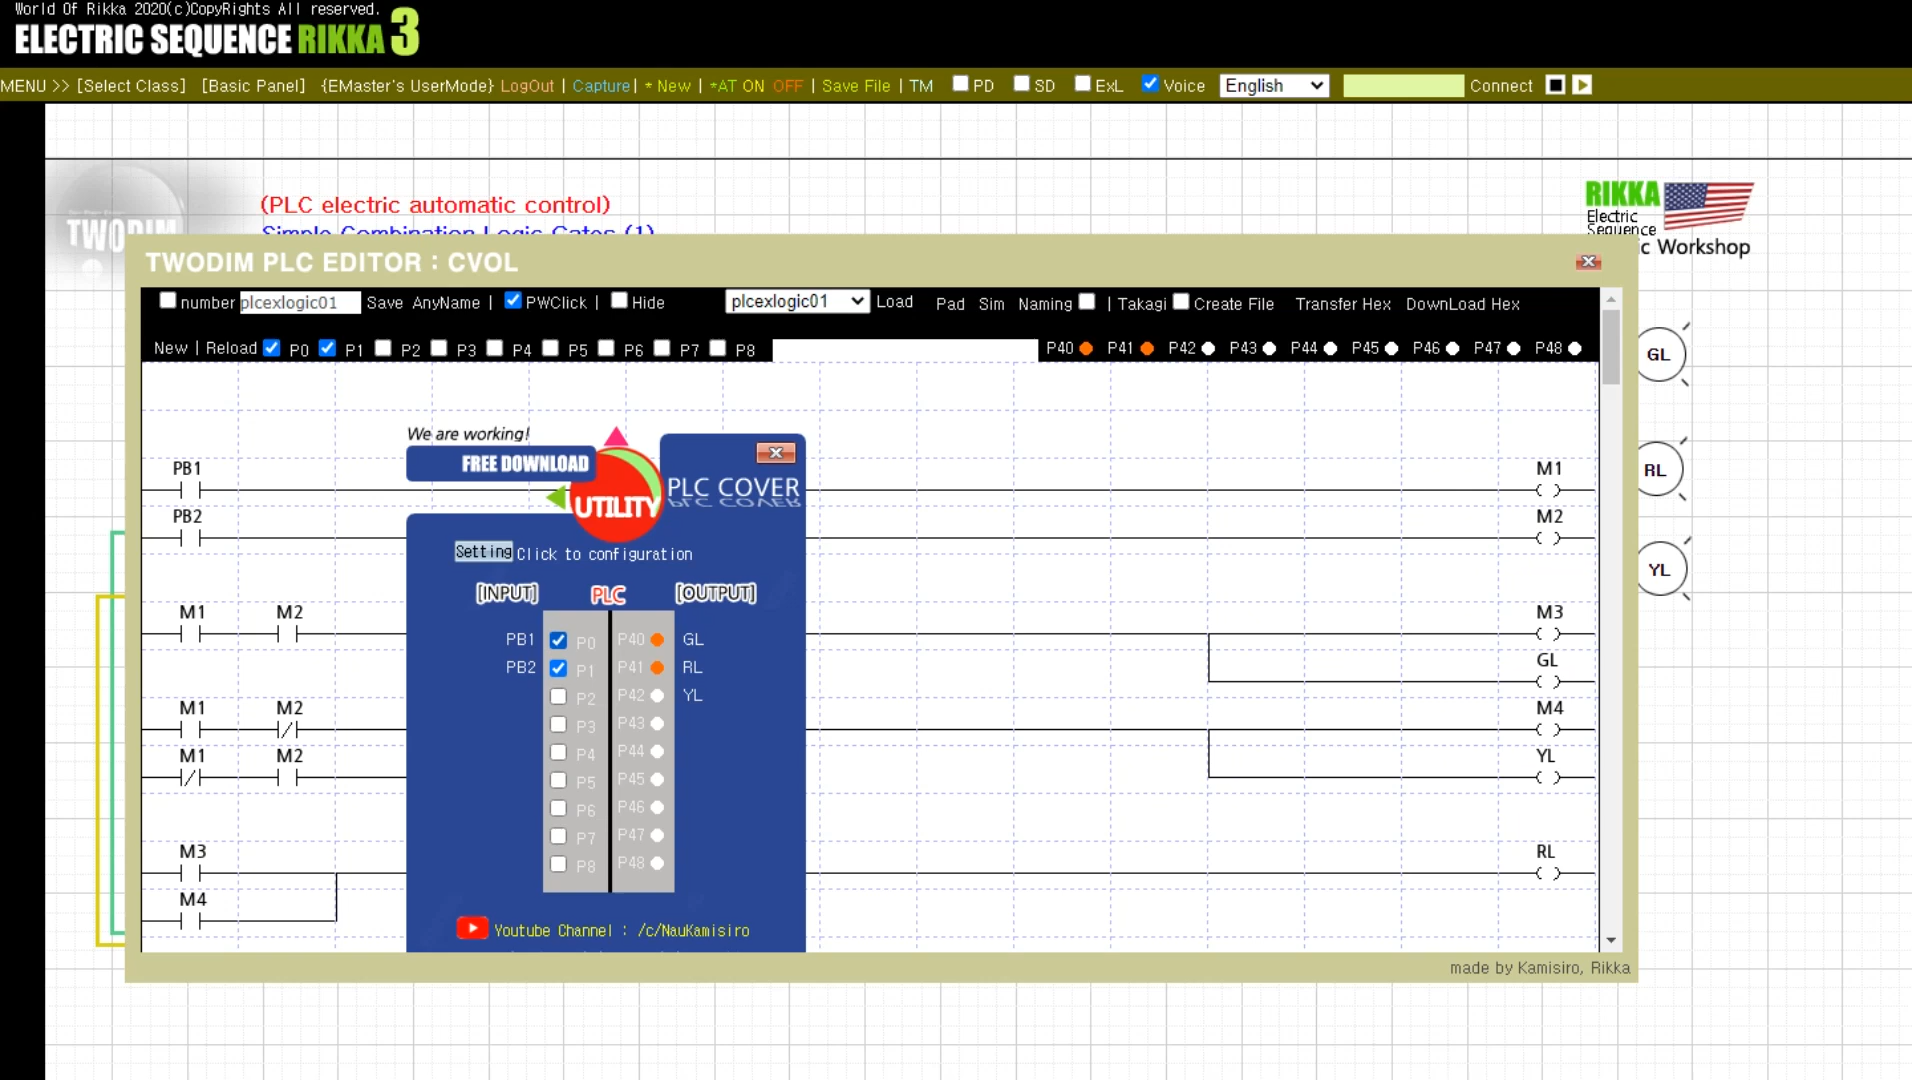 World Of Rikka 2020(c)CopyRights All reserved.
ELECTRIC SEQUENCE RIKKA 3
MENU >> [Select Class] [Basic Panel] {EMaster's UserMode} LogOut | Capture| * New | *AT ON OFF | Save File | TM PD SD ExL Voice English Connect
(PLC electric automatic control)
Simple Combination Logic Gates (1)
TWODIM
RIKKA
Electric
Sequence
c Workshop
TWODIM PLC EDITOR : CVOL
number plcexlogic01 Save AnyName | PWClick | Hide plcexlogic01 Load Pad Sim Naming | Takagi Create File Transfer Hex DownLoad Hex
New | Reload P0 P1 P2 P3 P4 P5 P6 P7 P8 P40 P41 P42 P43 P44 P45 P46 P47 P48
GL
RL
YL
We are working!
FREE DOWNLOAD
UTILITY
PLC COVER
PB1 M1
PB2 M2
Setting Click to configuration
[INPUT] PLC [OUTPUT]
M1 M2 M3
GL
M1 M2 M4
M1 M2 YL
M3 RL
M4
PB1 P0 P40 GL
PB2 P1 P41 RL
P2 P42 YL
P3 P43
P4 P44
P5 P45
P6 P46
P7 P47
P8 P48
Youtube Channel : /c/NauKamisiro
made by Kamisiro, Rikka